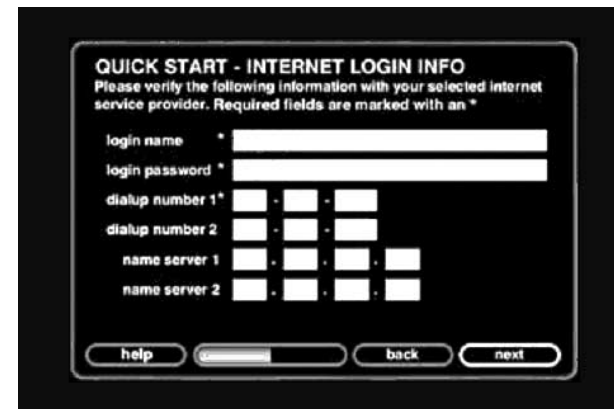 QUICK START - INTERNET LOGIN INFO
Please verify the following information with your selected internet
service provider. Required fields are marked with an *
login name *
login password *
dialup number 1*
- -
dialup number 2
- -
name server 1
. . .
name server 2
. . .
help back next